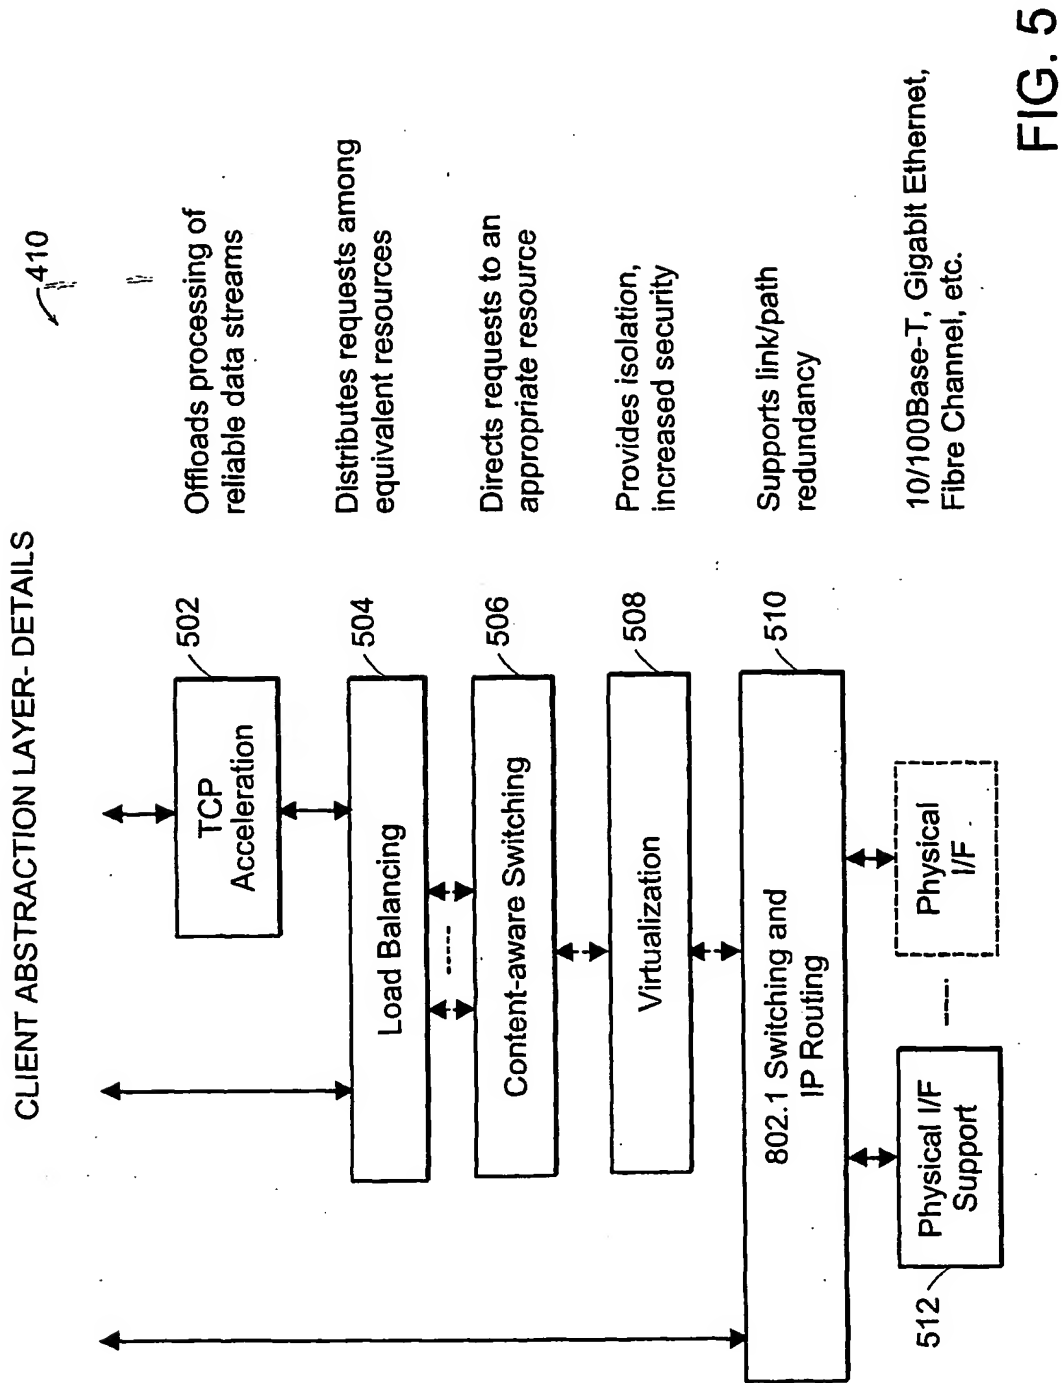 CLIENT ABSTRACTION LAYER- DETAILS
410
TCP
Acceleration
502
Offloads processing of
reliable data streams
Load Balancing
504
Distributes requests among
equivalent resources
Content-aware Switching
506
Directs requests to an
appropriate resource
Virtualization
508
Provides isolation,
increased security
802.1 Switching and
IP Routing
510
Supports link/path
redundancy
512
Physical I/F
Support
Physical
I/F
10/100Base-T, Gigabit Ethernet,
Fibre Channel, etc.
FIG. 5